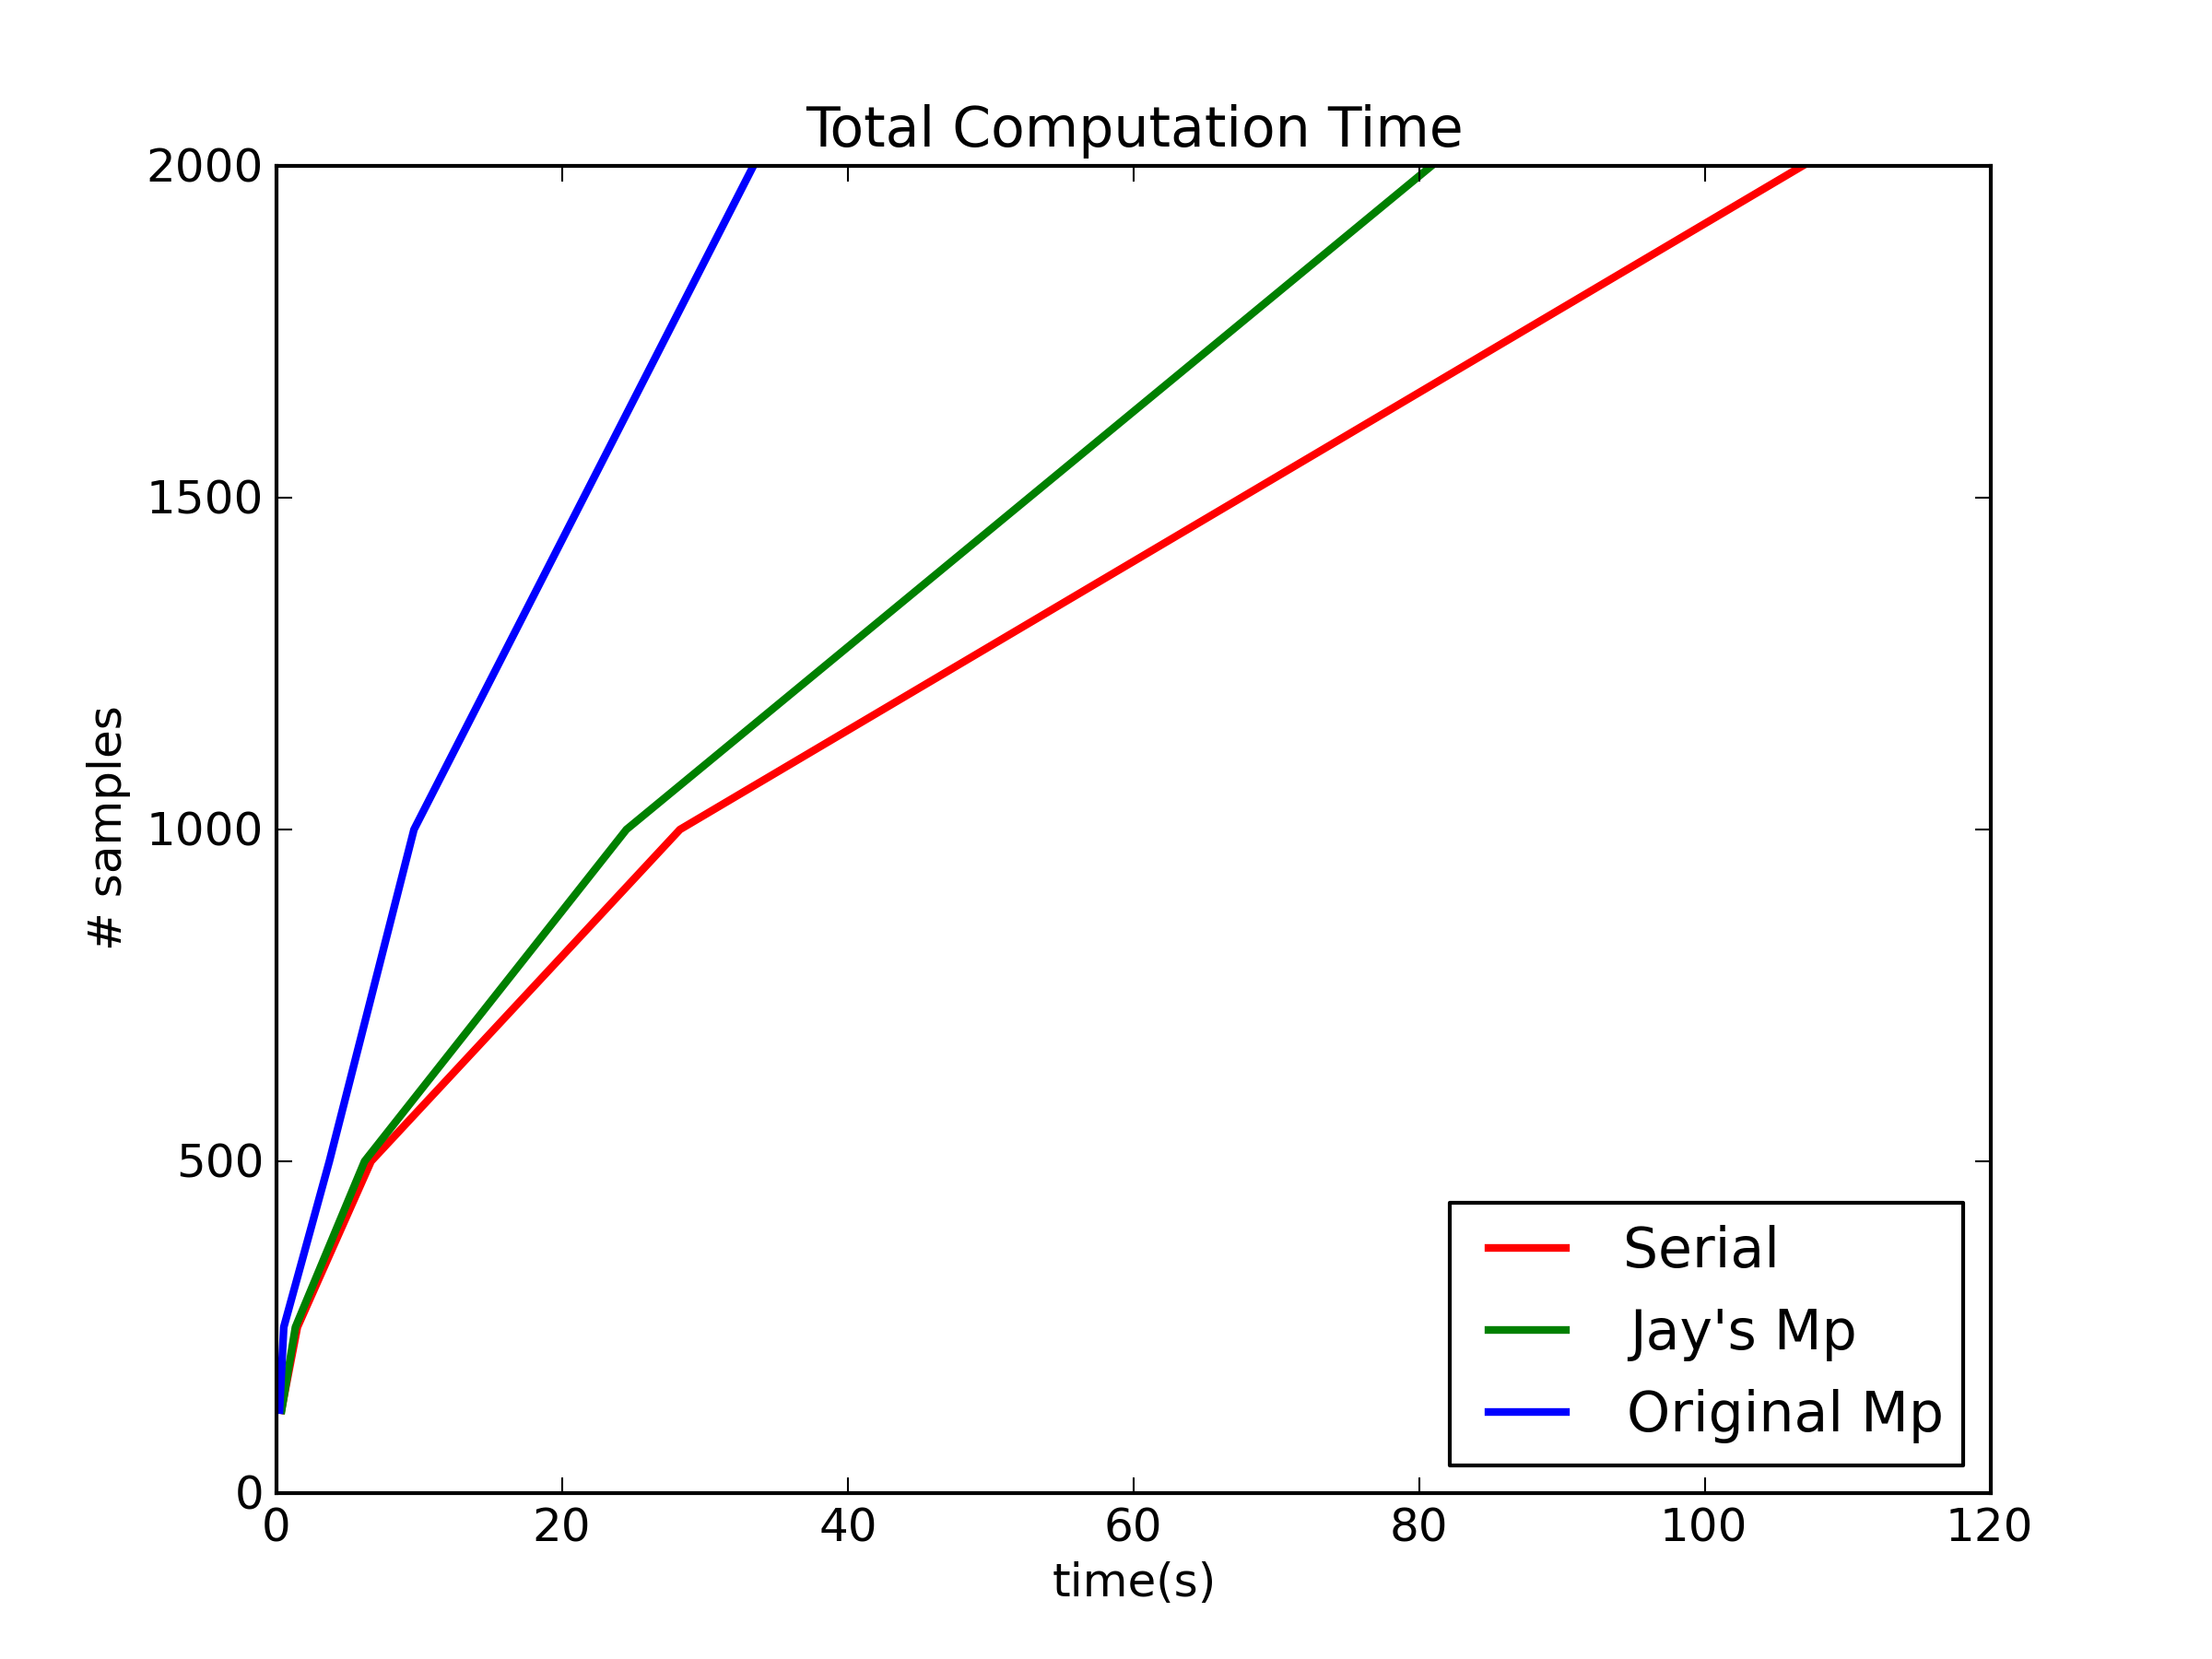 Total Computation Time
2000
1500
1000
500
0
# samples
0 20 40 60 80 100 120
time(s)
Serial
Jay's Mp
Original Mp